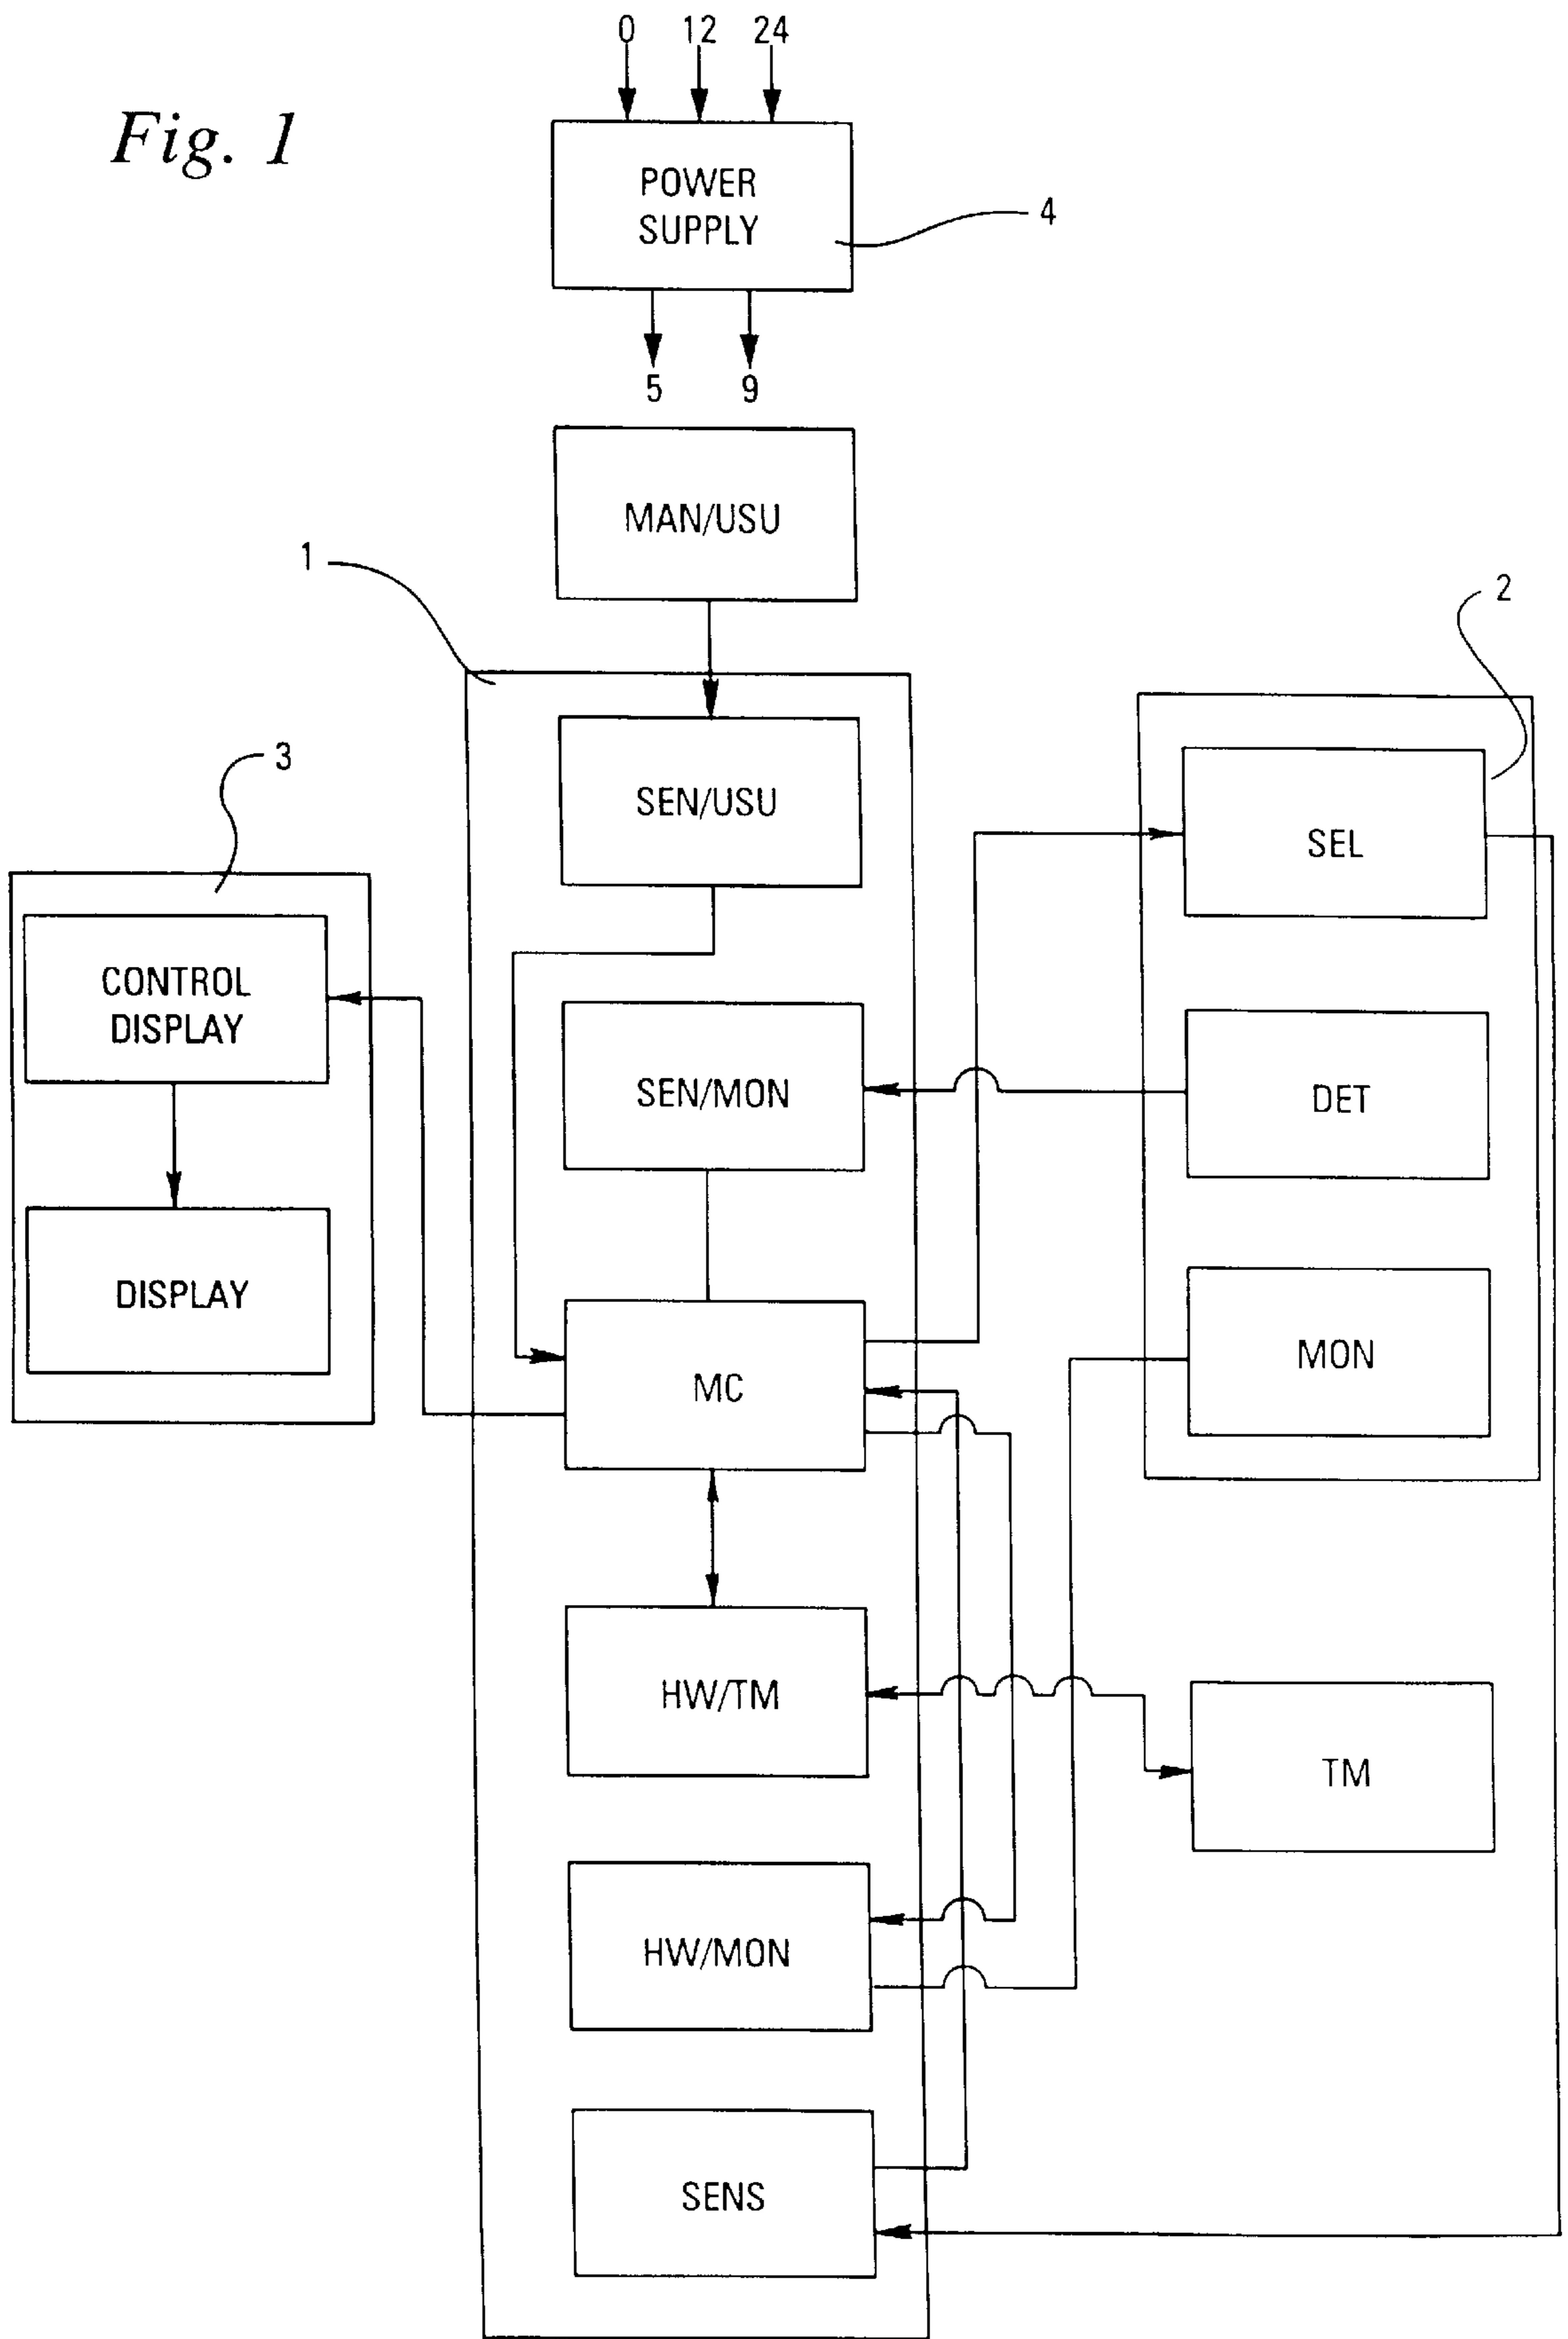 0 12 24
Fig. 1
POWER
SUPPLY
4
5 9
MAN/USU
1
2
SEN/USU
3
SEL
CONTROL
DISPLAY
SEN/MON
DET
DISPLAY
MON
MC
HW/TM
TM
HW/MON
SENS